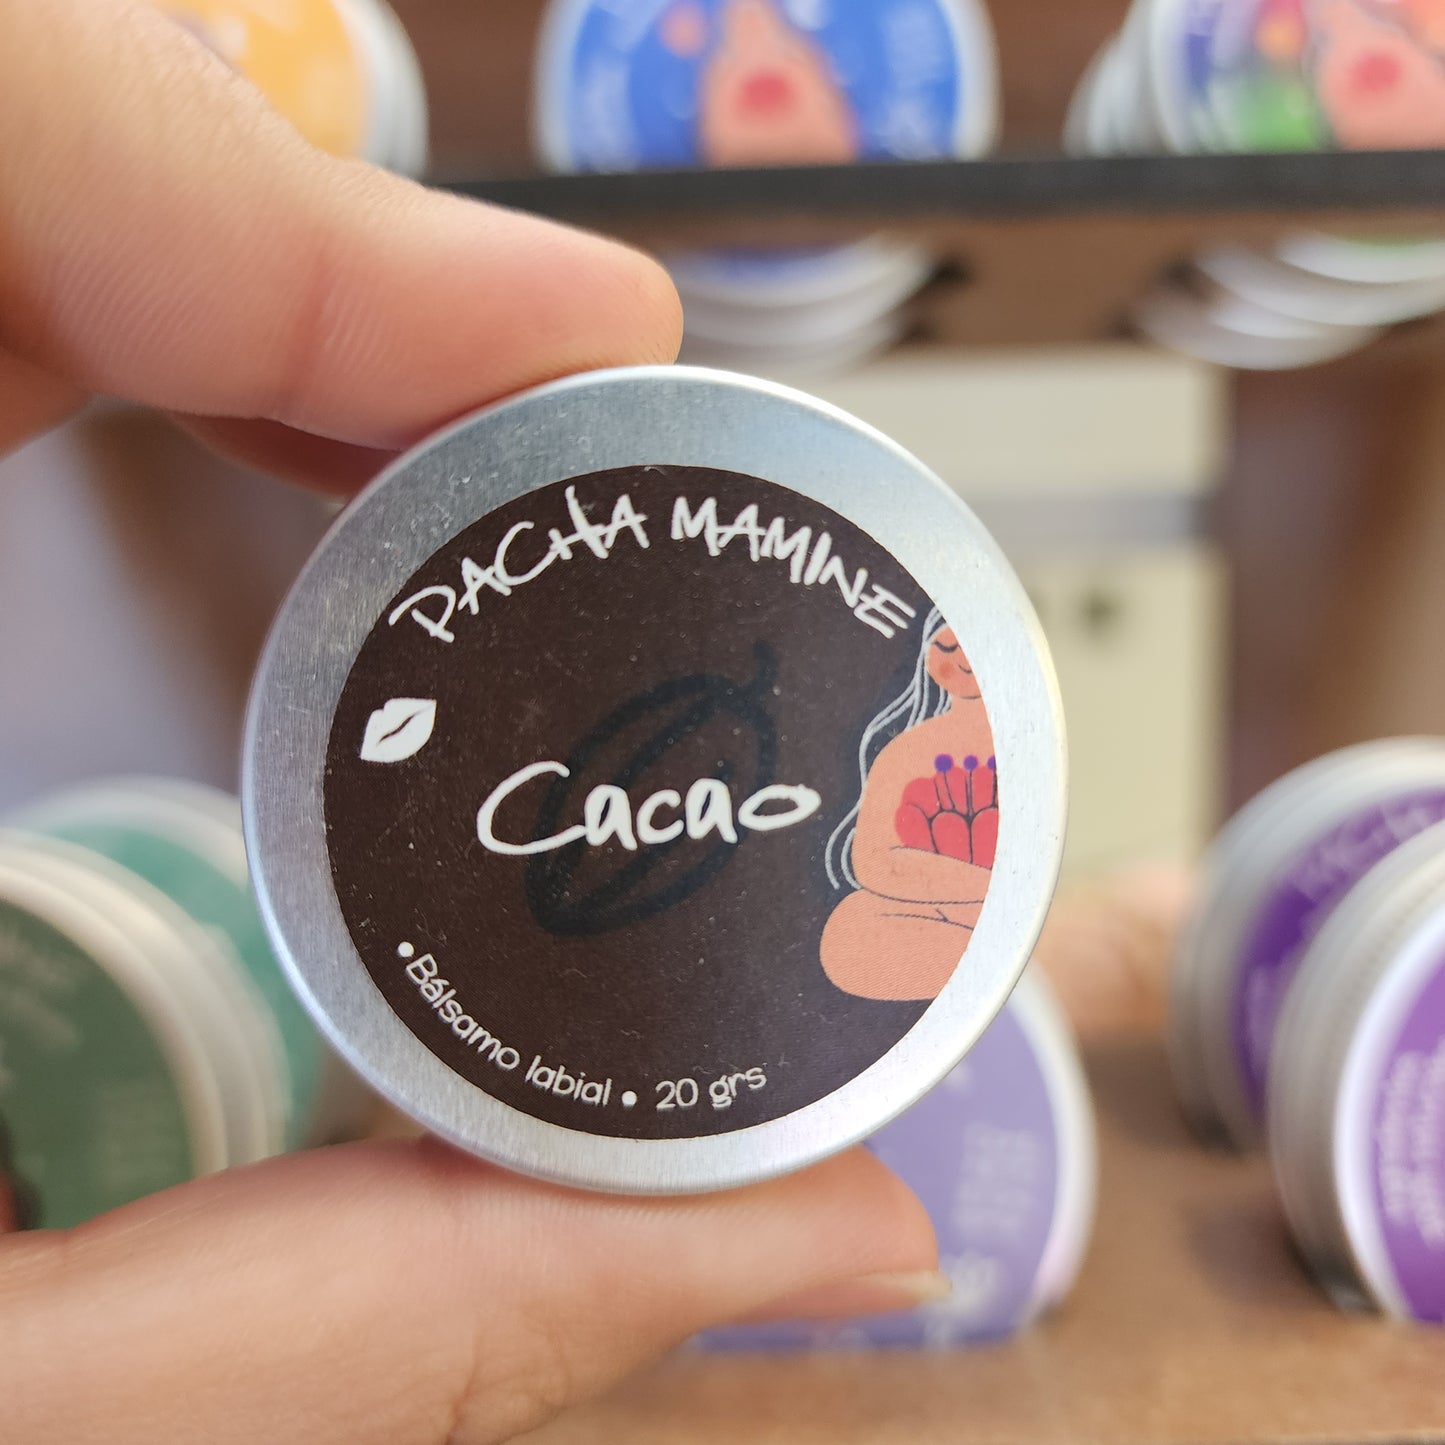 PACHA MAMINE
Cacao
•Bálsamo labial • 20 grs